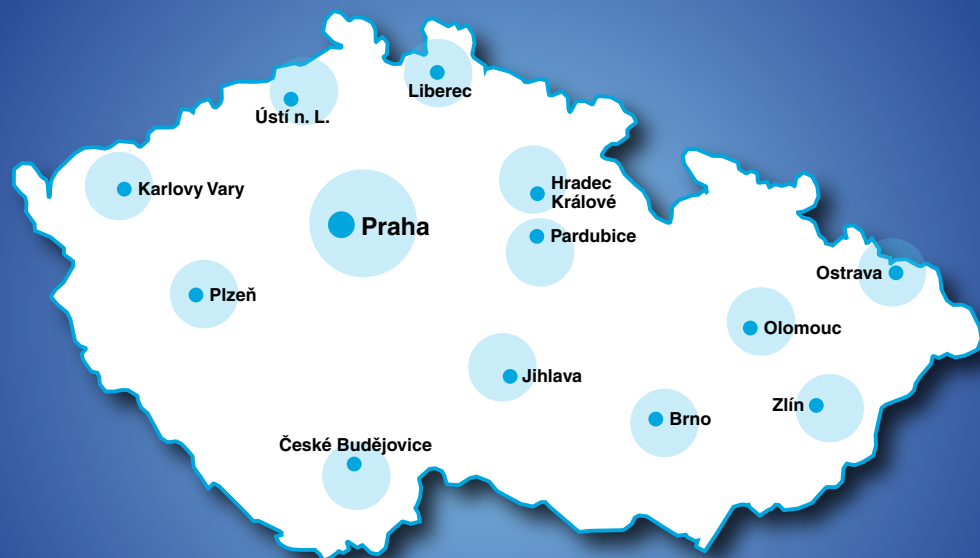 Liberec
Ústí n. L.
Karlovy Vary
Hradec
Králové
Praha
Pardubice
Ostrava
Plzeň
Olomouc
Jihlava
Zlín
Brno
České Budějovice